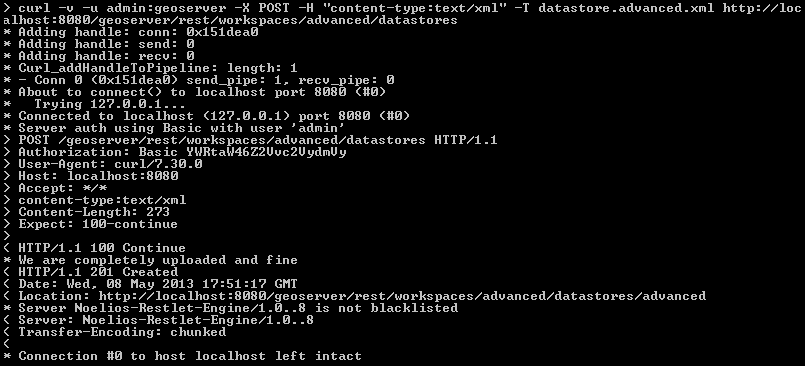 > curl -v -u admin:geoserver -X POST -H "content-type:text/xml" -T datastore.advanced.xml http://loc
alhost:8080/geoserver/rest/workspaces/advanced/datastores
* Adding handle: conn: 0x151dea0
* Adding handle: send: 0
* Adding handle: recv: 0
* Curl_addHandleToPipeline: length: 1
* - Conn 0 (0x151dea0) send_pipe: 1, recv_pipe: 0
* About to connect() to localhost port 8080 (#0)
*   Trying 127.0.0.1...
* Connected to localhost (127.0.0.1) port 8080 (#0)
* Server auth using Basic with user 'admin'
> POST /geoserver/rest/workspaces/advanced/datastores HTTP/1.1
> Authorization: Basic YWRtaW46Z2Vvc2VydmVy
> User-Agent: curl/7.30.0
> Host: localhost:8080
> Accept: */*
> content-type:text/xml
> Content-Length: 273
> Expect: 100-continue
>
< HTTP/1.1 100 Continue
* We are completely uploaded and fine
< HTTP/1.1 201 Created
< Date: Wed, 08 May 2013 17:51:17 GMT
< Location: http://localhost:8080/geoserver/rest/workspaces/advanced/datastores/advanced
* Server Noelios-Restlet-Engine/1.0..8 is not blacklisted
< Server: Noelios-Restlet-Engine/1.0..8
< Transfer-Encoding: chunked
<
* Connection #0 to host localhost left intact